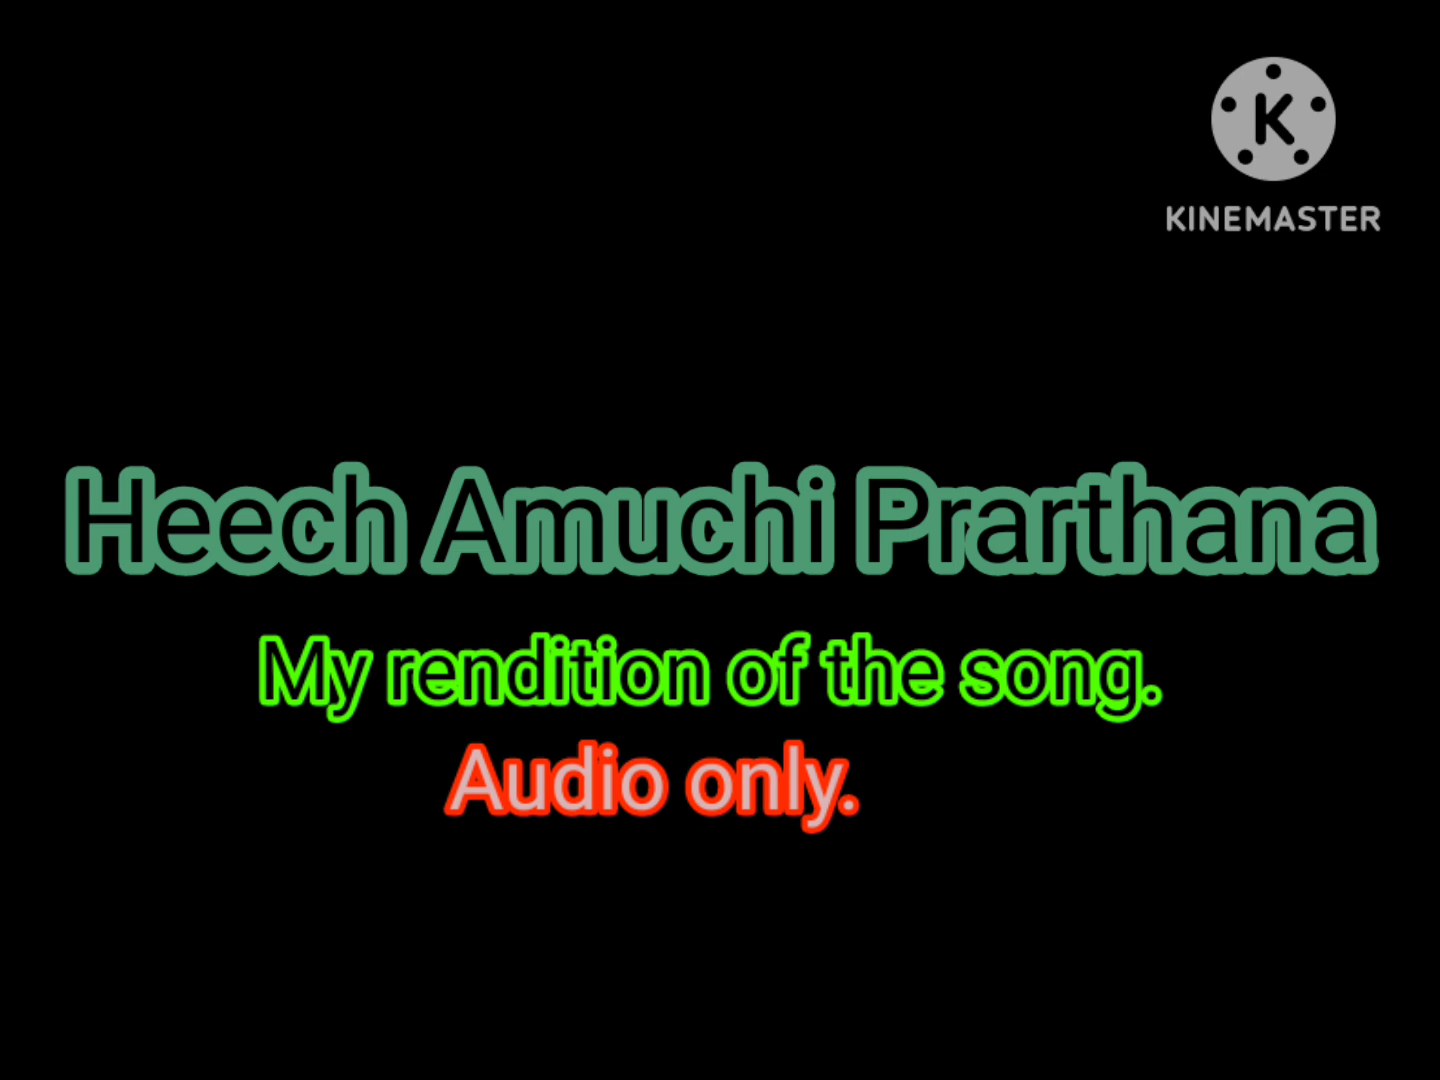 K
KINEMASTER
Heech Amuchi Prarthana
My rendition of the song.
Audio only.